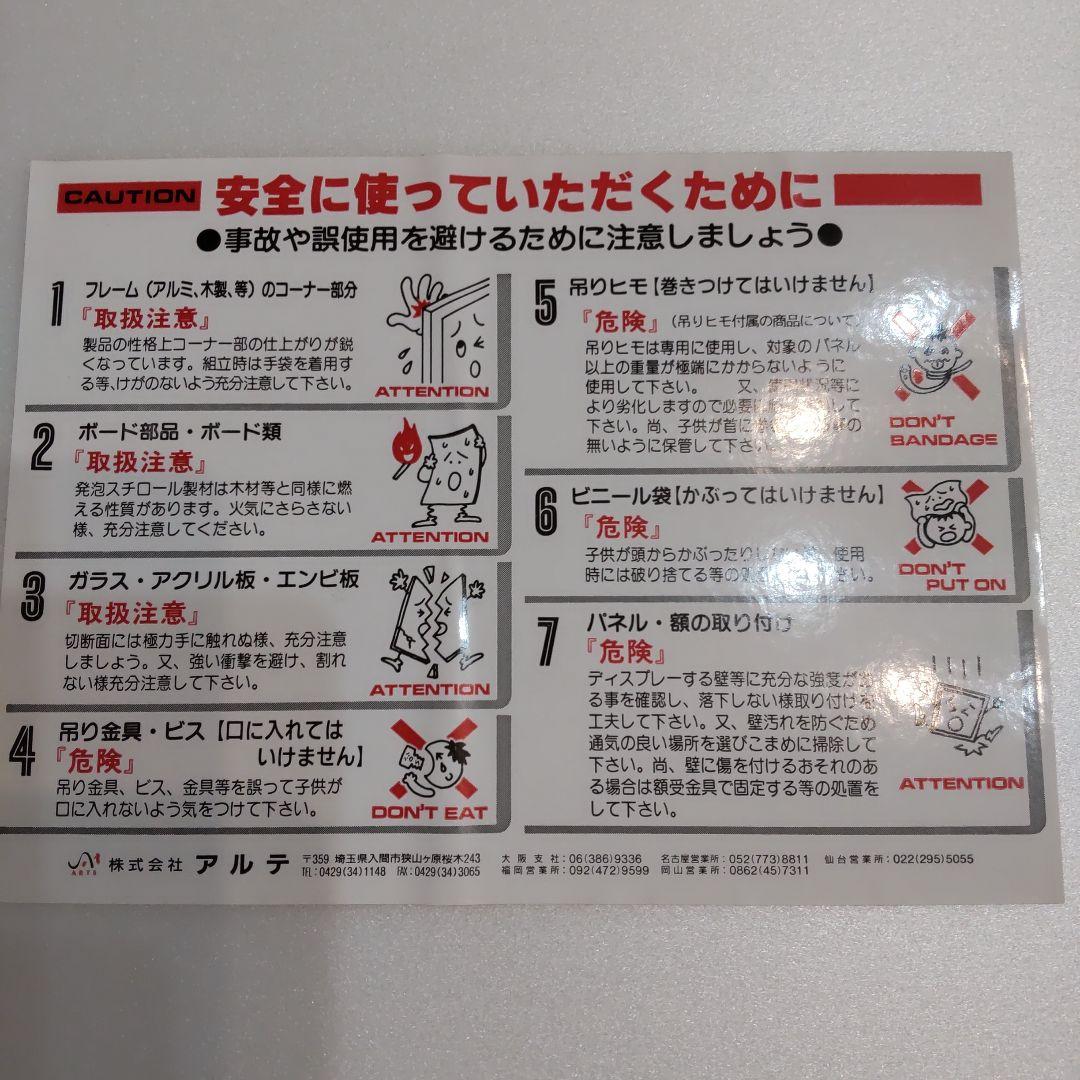 CAUTION 安全に使っていただくために
●事故や誤使用を避けるために注意しましょう●
1 フレーム(アルミ、木製、等)のコーナー部分
『取扱注意』
製品の性格上コーナー部の仕上がりが鋭
くなっています。組立時は手袋を着用す
る等、けがのないよう充分注意して下さい。
ATTENTION
2 ボード部品・ボード類
『取扱注意』
発泡スチロール製材は木材等と同様に燃
える性質があります。火気にさらさない
様、充分注意してください。
ATTENTION
3 ガラス・アクリル板・エンビ板
『取扱注意』
切断面には極力手に触れぬ様、充分注意
しましょう。又、強い衝撃を避け、割れ
ない様充分注意して下さい。
ATTENTION
4 吊り金具・ビス【口に入れては
いけません】
『危険』
吊り金具、ビス、金具等を誤って子供が
口に入れないよう気をつけて下さい。
DON'T EAT
5 吊りヒモ【巻きつけてはいけません】
『危険』(吊りヒモ付属の商品について)
吊りヒモは専用に使用し、対象のパネル
以上の重量が極端にかからないように
使用して下さい。 又、使用状況等に
より劣化しますので必要に して
下さい。尚、子供が首に の
無いように保管して下さい。
DON'T
BANDAGE
6 ビニール袋【かぶってはいけません】
『危険』
子供が頭からかぶったりし 使用
時には破り捨てる等の処 さい。
DON'T
PUT ON
7 パネル・額の取り付け
『危険』
ディスプレーする壁等に充分な強度が
る事を確認し、落下しない様取り付けを
工夫して下さい。又、壁汚れを防ぐため
通気の良い場所を選びこまめに掃除して
下さい。尚、壁に傷を付けるおそれのあ
る場合は額受金具で固定する等の処置を
して下さい。
ATTENTION
ARTE 株式会社 アルテ 〒359 埼玉県入間市狭山ヶ原桜木243
TEL:0429(34)1148 FAX:0429(34)3065
大阪支社:06(386)9336 名古屋営業所:052(773)8811 仙台営業所:022(295)5055
福岡営業所:092(472)9599 岡山営業所:0862(45)7311